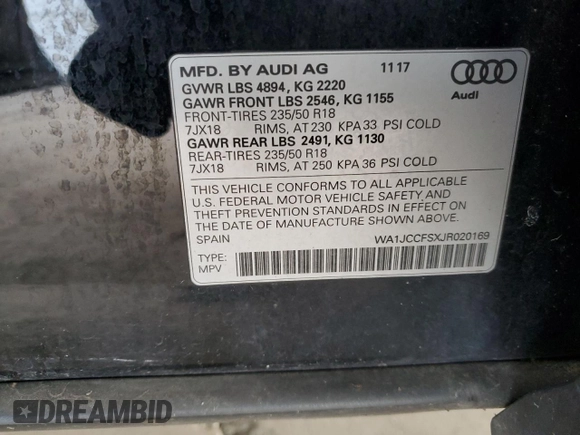 MFD. BY AUDI AG 11 17
GVWR LBS 4894, KG 2220
GAWR FRONT LBS 2546, KG 1155
FRONT-TIRES 235/50 R18
7JX18 RIMS, AT 230 KPA 33 PSI COLD
GAWR REAR LBS 2491, KG 1130
REAR-TIRES 235/50 R18
7JX18 RIMS, AT 250 KPA 36 PSI COLD
Audi
THIS VEHICLE CONFORMS TO ALL APPLICABLE
U.S. FEDERAL MOTOR VEHICLE SAFETY AND
THEFT PREVENTION STANDARDS IN EFFECT ON
THE DATE OF MANUFACTURE SHOWN ABOVE.
SPAIN WA1JCCFSXJR020169
TYPE:
MPV
DREAMBID